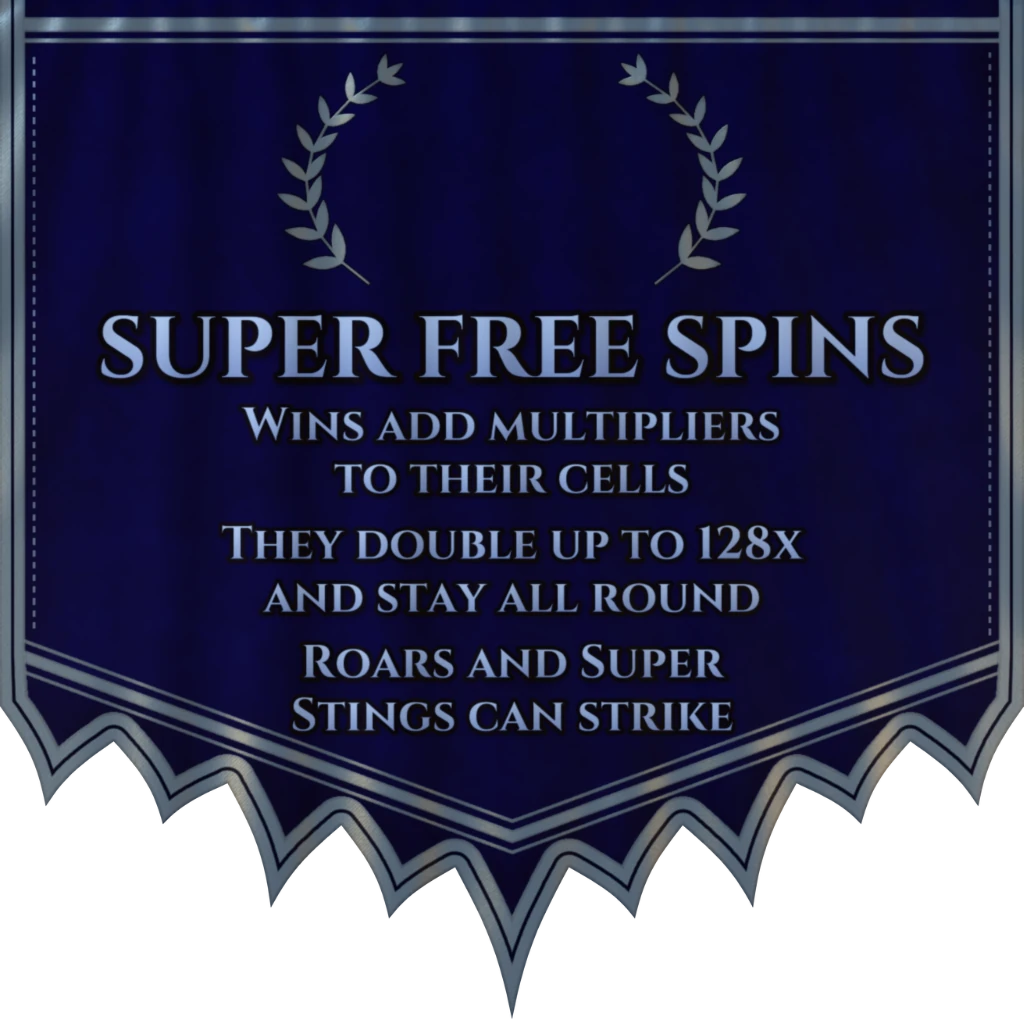 SUPER FREE SPINS
WINS ADD MULTIPLIERS
TO THEIR CELLS
THEY DOUBLE UP TO 128X
AND STAY ALL ROUND
ROARS AND SUPER
STINGS CAN STRIKE